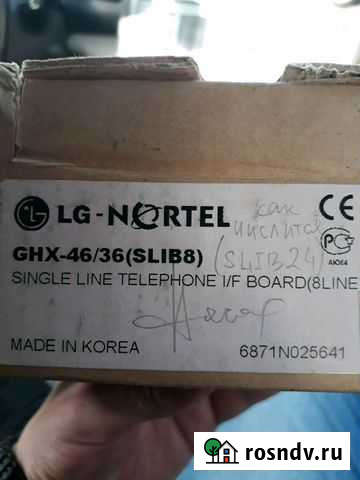 LG-NORTEL
как
числится
GHX-46/36(SLIB8)
(SLIB24)
SINGLE LINE TELEPHONE I/F BOARD(8LINE
MADE IN KOREA
6871N025641
rosndv.ru